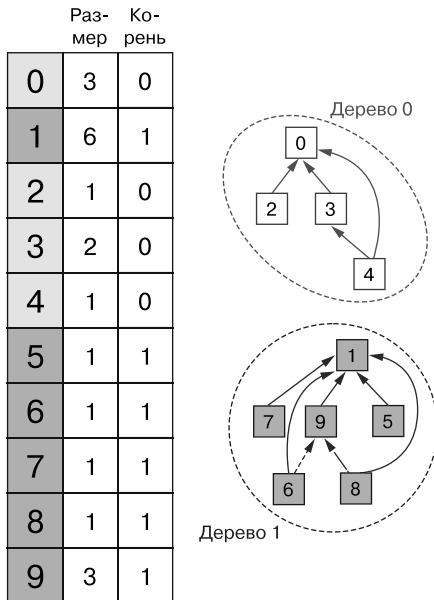 Раз-
мер
Ко-
рень
0 3 0
1 6 1
2 1 0
3 2 0
4 1 0
5 1 1
6 1 1
7 1 1
8 1 1
9 3 1
Дерево 0
0
2 3
4
1
7 9 5
6 8
Дерево 1